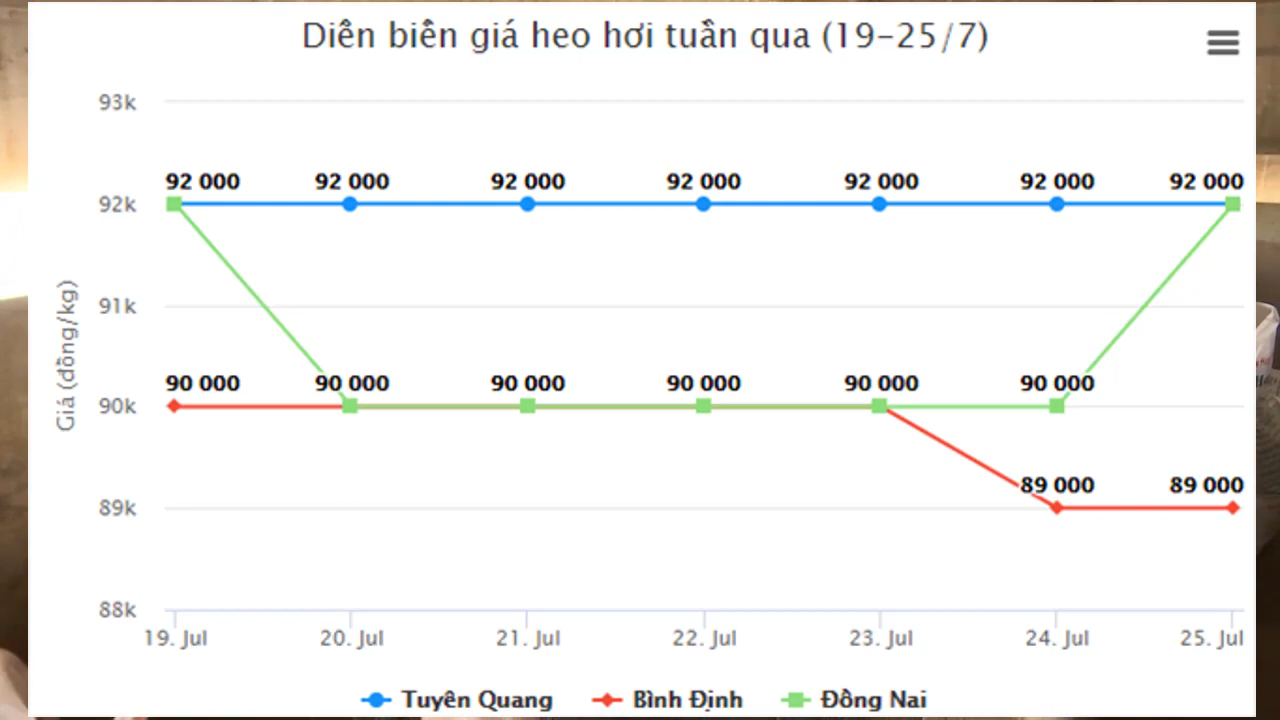 Diễn biến giá heo hơi tuần qua (19-25/7)
93k
92 000 92 000 92 000 92 000 92 000 92 000 92 000
92k
91k
Giá (đồng/kg)
90 000 90 000 90 000 90 000 90 000 90 000
90k
89 000 89 000
89k
88k
19. Jul 20. Jul 21. Jul 22. Jul 23. Jul 24. Jul 25. Jul
Tuyên Quang Bình Định Đồng Nai